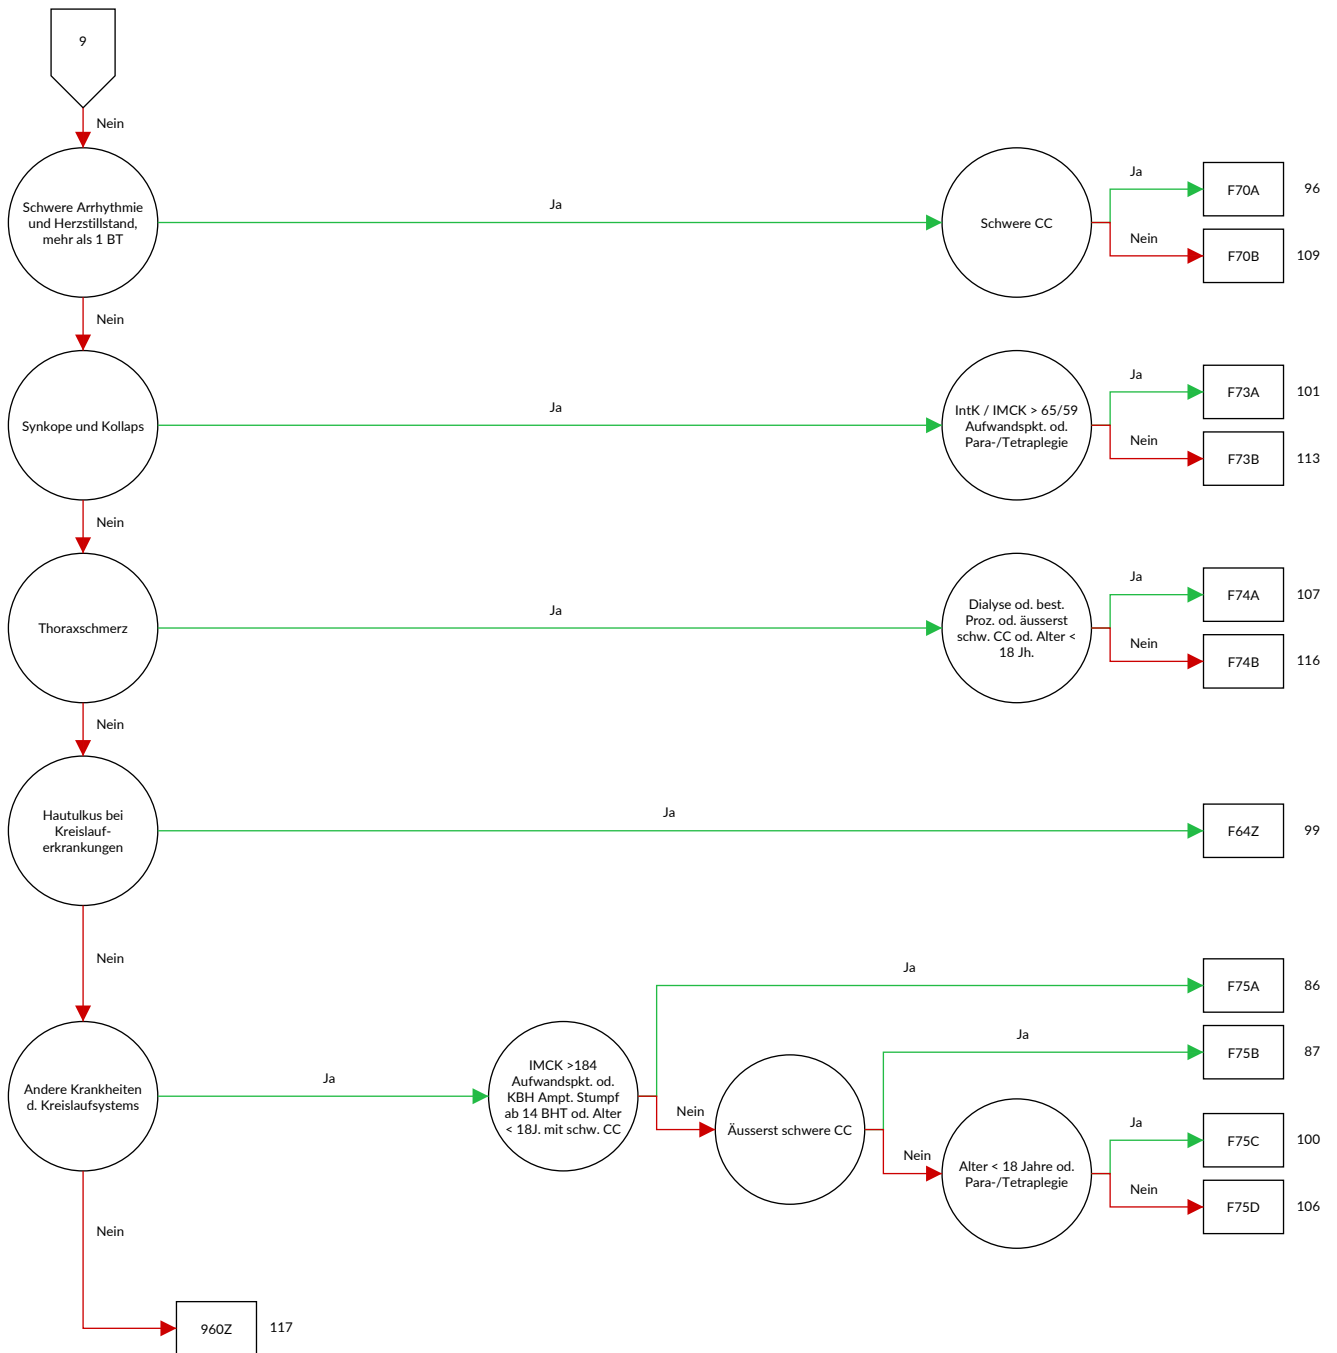 9
Nein
Schwere Arrhythmie
und Herzstillstand,
mehr als 1 BT
Ja
Schwere CC
Ja
F70A
96
Nein
F70B
109
Nein
Synkope und Kollaps
Ja
IntK / IMCK > 65/59
Aufwandspkt. od.
Para-/Tetraplegie
Ja
F73A
101
Nein
F73B
113
Nein
Thoraxschmerz
Ja
Dialyse od. best.
Proz. od. äusserst
schw. CC od. Alter <
18 Jh.
Ja
F74A
107
Nein
F74B
116
Nein
Hautulkus bei
Kreislauf-
erkrankungen
Ja
F64Z
99
Nein
Andere Krankheiten
d. Kreislaufsystems
Ja
IMCK >184
Aufwandspkt. od.
KBH Ampt. Stumpf
ab 14 BHT od. Alter
< 18J. mit schw. CC
Ja
F75A
86
Nein
Äusserst schwere CC
Ja
F75B
87
Nein
Alter < 18 Jahre od.
Para-/Tetraplegie
Ja
F75C
100
Nein
F75D
106
Nein
960Z
117